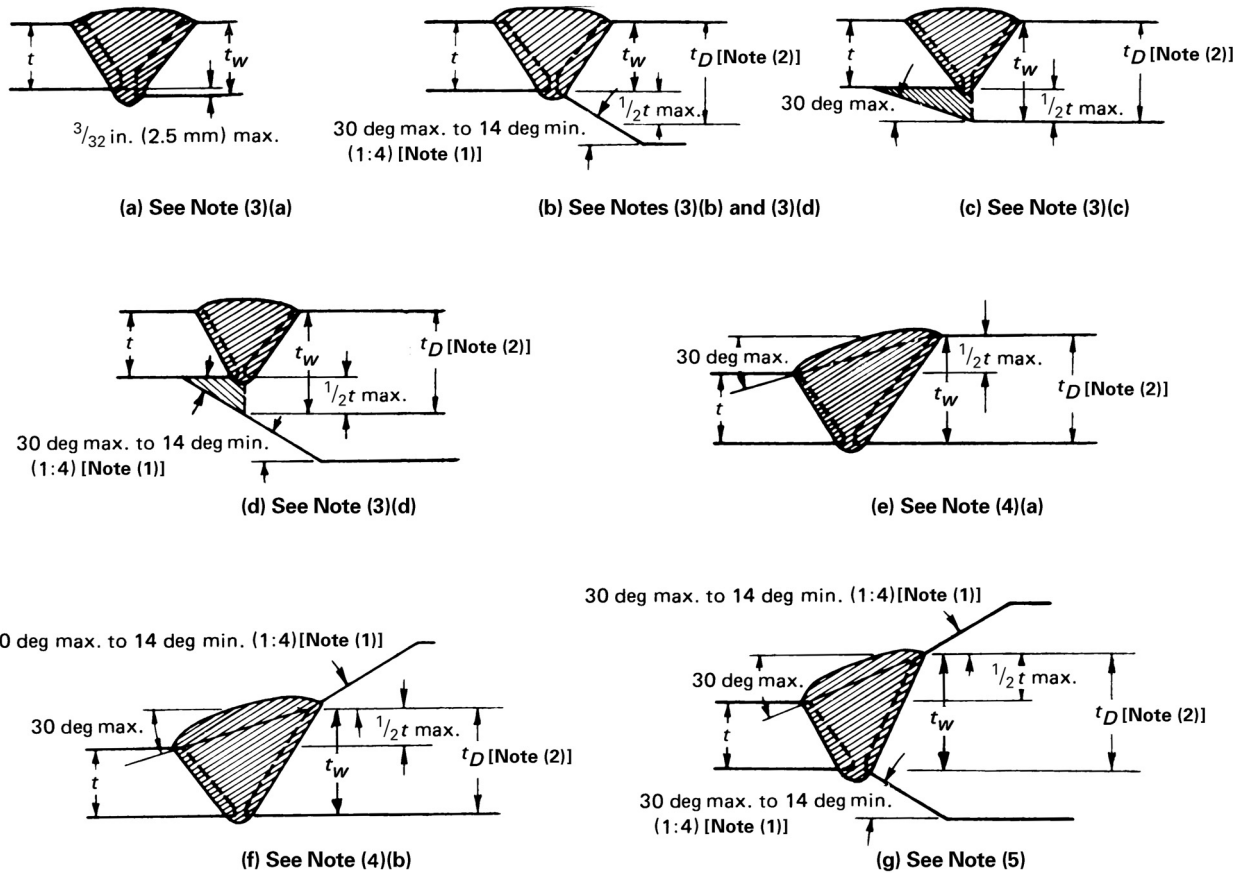 t
t_W
3/32 in. (2.5 mm) max.
(a) See Note (3)(a)
t
t_W
t_D [Note (2)]
1/2 t max.
30 deg max. to 14 deg min.
(1:4) [Note (1)]
(b) See Notes (3)(b) and (3)(d)
t
t_W
t_D [Note (2)]
30 deg max.
1/2 t max.
(c) See Note (3)(c)
t
t_W
t_D [Note (2)]
1/2 t max.
30 deg max. to 14 deg min.
(1:4) [Note (1)]
(d) See Note (3)(d)
30 deg max.
t
t_W
1/2 t max.
t_D [Note (2)]
(e) See Note (4)(a)
0 deg max. to 14 deg min. (1:4) [Note (1)]
30 deg max.
1/2 t max.
t
t_W
t_D [Note (2)]
(f) See Note (4)(b)
30 deg max. to 14 deg min. (1:4) [Note (1)]
30 deg max.
1/2 t max.
t
t_W
t_D [Note (2)]
30 deg max. to 14 deg min.
(1:4) [Note (1)]
(g) See Note (5)